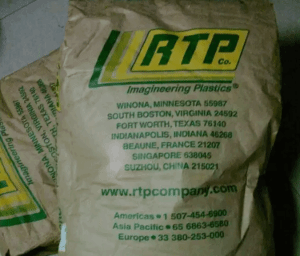 RTP Co.
Imagineering Plastics®
WINONA, MINNESOTA 55987
SOUTH BOSTON, VIRGINIA 24592
FORT WORTH, TEXAS 76140
INDIANAPOLIS, INDIANA 46268
BEAUNE, FRANCE 21207
SINGAPORE 638045
SUZHOU, CHINA 215021
www.rtpcompany.com
Americas • 1 507-454-6900
Asia Pacific • 65 6863-6580
Europe • 33 380-253-000
Imagineering